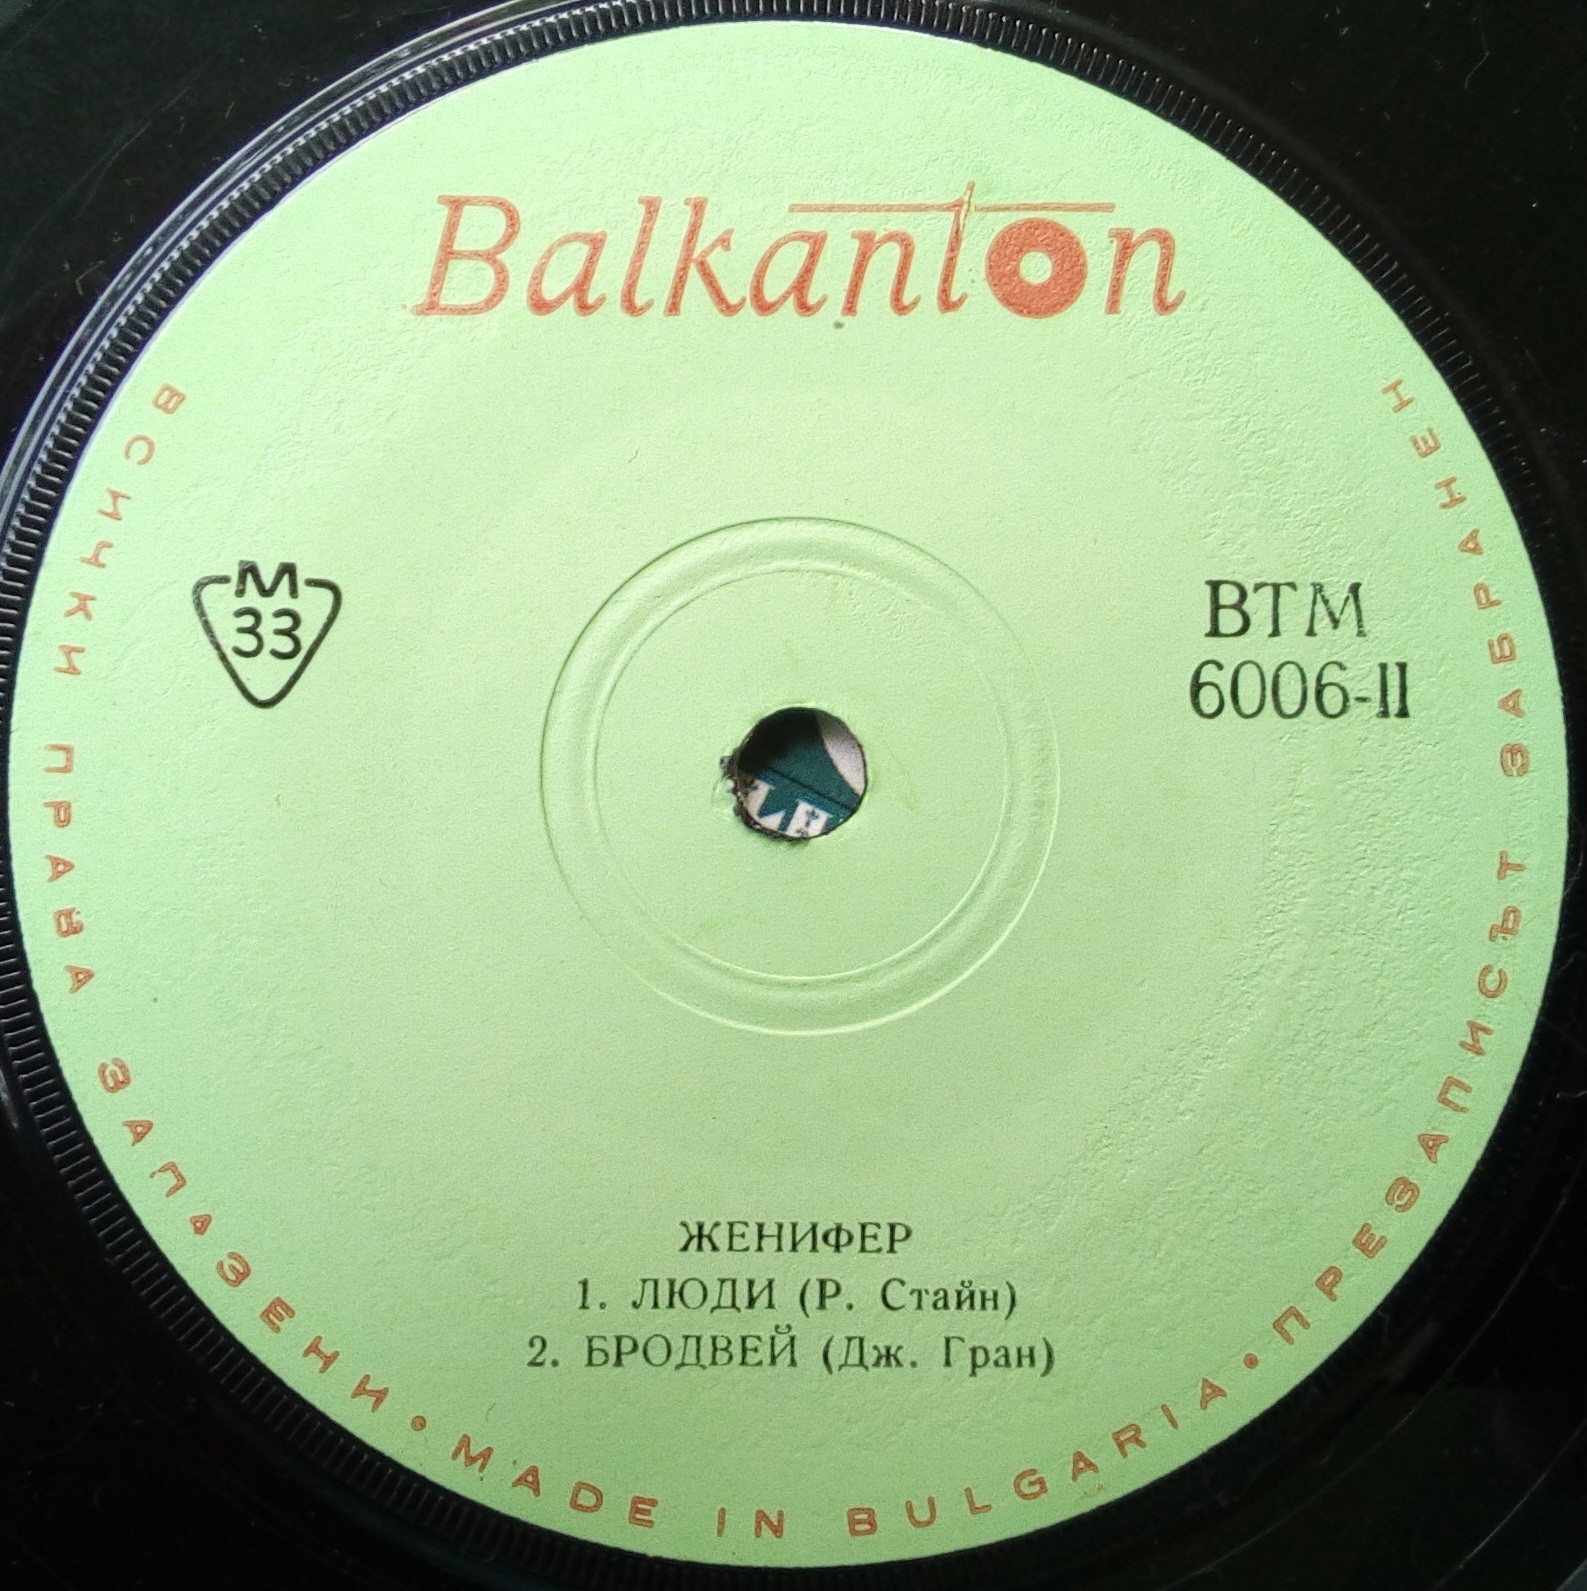 Balkanton
М
33
ВТМ
6006-II
ЖЕНИФЕР
1. ЛЮДИ (Р. Стайн)
2. БРОДВЕЙ (Дж. Гран)
ВСИЧКИ ПРАВА ЗАПАЗЕНИ • MADE IN BULGARIA • ПРЕЗАПИСЪТ ЗАБРАНЕН